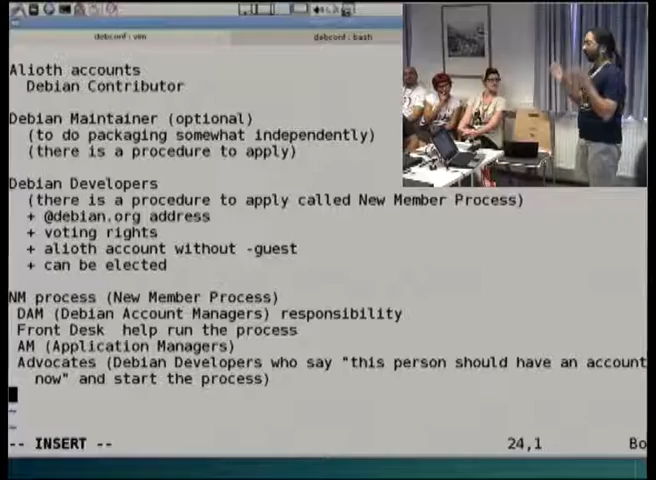 debconf : vim
debconf : bash
Alioth accounts
Debian Contributor
Debian Maintainer (optional)
(to do packaging somewhat independently)
(there is a procedure to apply)
Debian Developers
(there is a procedure to apply called New Member Process)
+ @debian.org address
+ voting rights
+ alioth account without -guest
+ can be elected
NM process (New Member Process)
DAM (Debian Account Managers) responsibility
Front Desk help run the process
AM (Application Managers)
Advocates (Debian Developers who say "this person should have an account
now" and start the process)
~
~
-- INSERT --
24,1
Bo